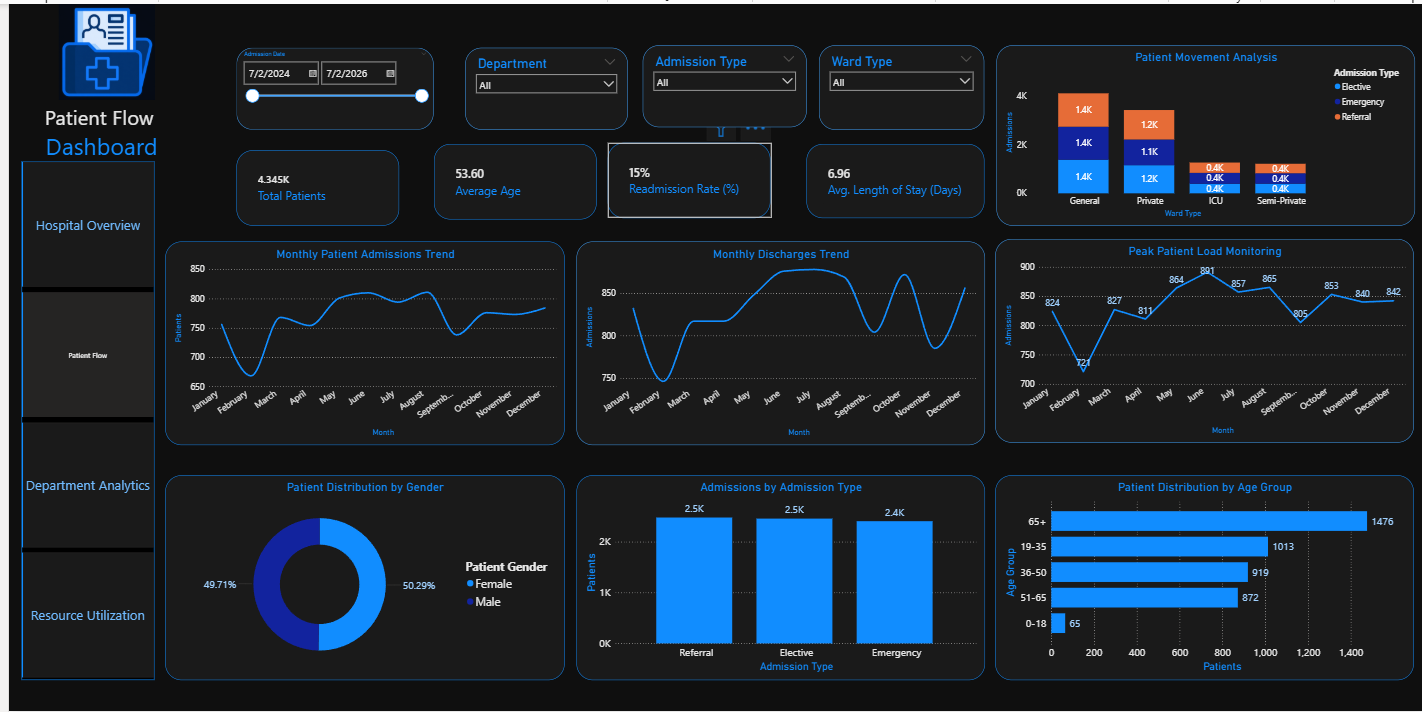 Patient Flow
Dashboard
Hospital Overview
Patient Flow
Department Analytics
Resource Utilization
Admission Date
7/2/2024
7/2/2026
Department
All
Admission Type
All
Ward Type
All
4.345K
Total Patients
53.60
Average Age
15%
Readmission Rate (%)
6.96
Avg. Length of Stay (Days)
Patient Movement Analysis
Admission Type
Elective
Emergency
Referral
Admissions
4K
2K
0K
1.4K
1.2K
1.4K
1.1K
0.4K
0.4K
1.4K
1.2K
0.4K
0.4K
0.4K
0.4K
General
Private
ICU
Semi-Private
Ward Type
Monthly Patient Admissions Trend
Patients
850
800
750
700
650
January
February
March
April
May
June
July
August
Septemb...
October
November
December
Month
Monthly Discharges Trend
Admissions
850
800
750
January
February
March
April
May
June
July
August
Septemb...
October
November
December
Month
Peak Patient Load Monitoring
Admissions
900
850
800
750
700
824
721
827
811
864
891
857
865
805
853
840
842
January
February
March
April
May
June
July
August
Septemb...
October
November
December
Month
Patient Distribution by Gender
49.71%
50.29%
Patient Gender
Female
Male
Admissions by Admission Type
Patients
2K
1K
0K
2.5K
2.5K
2.4K
Referral
Elective
Emergency
Admission Type
Patient Distribution by Age Group
Age Group
65+
1476
19-35
1013
36-50
919
51-65
872
0-18
65
0
200
400
600
800
1,000
1,200
1,400
Patients